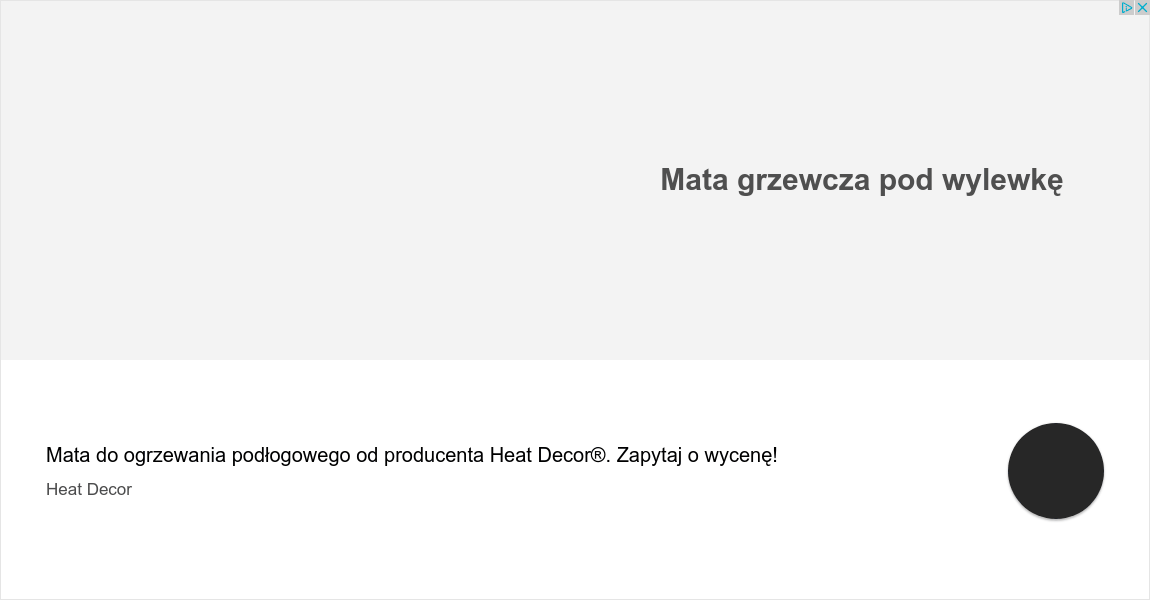 Mata grzewcza pod wylewkę
Mata do ogrzewania podłogowego od producenta Heat Decor®. Zapytaj o wycenę!
Heat Decor